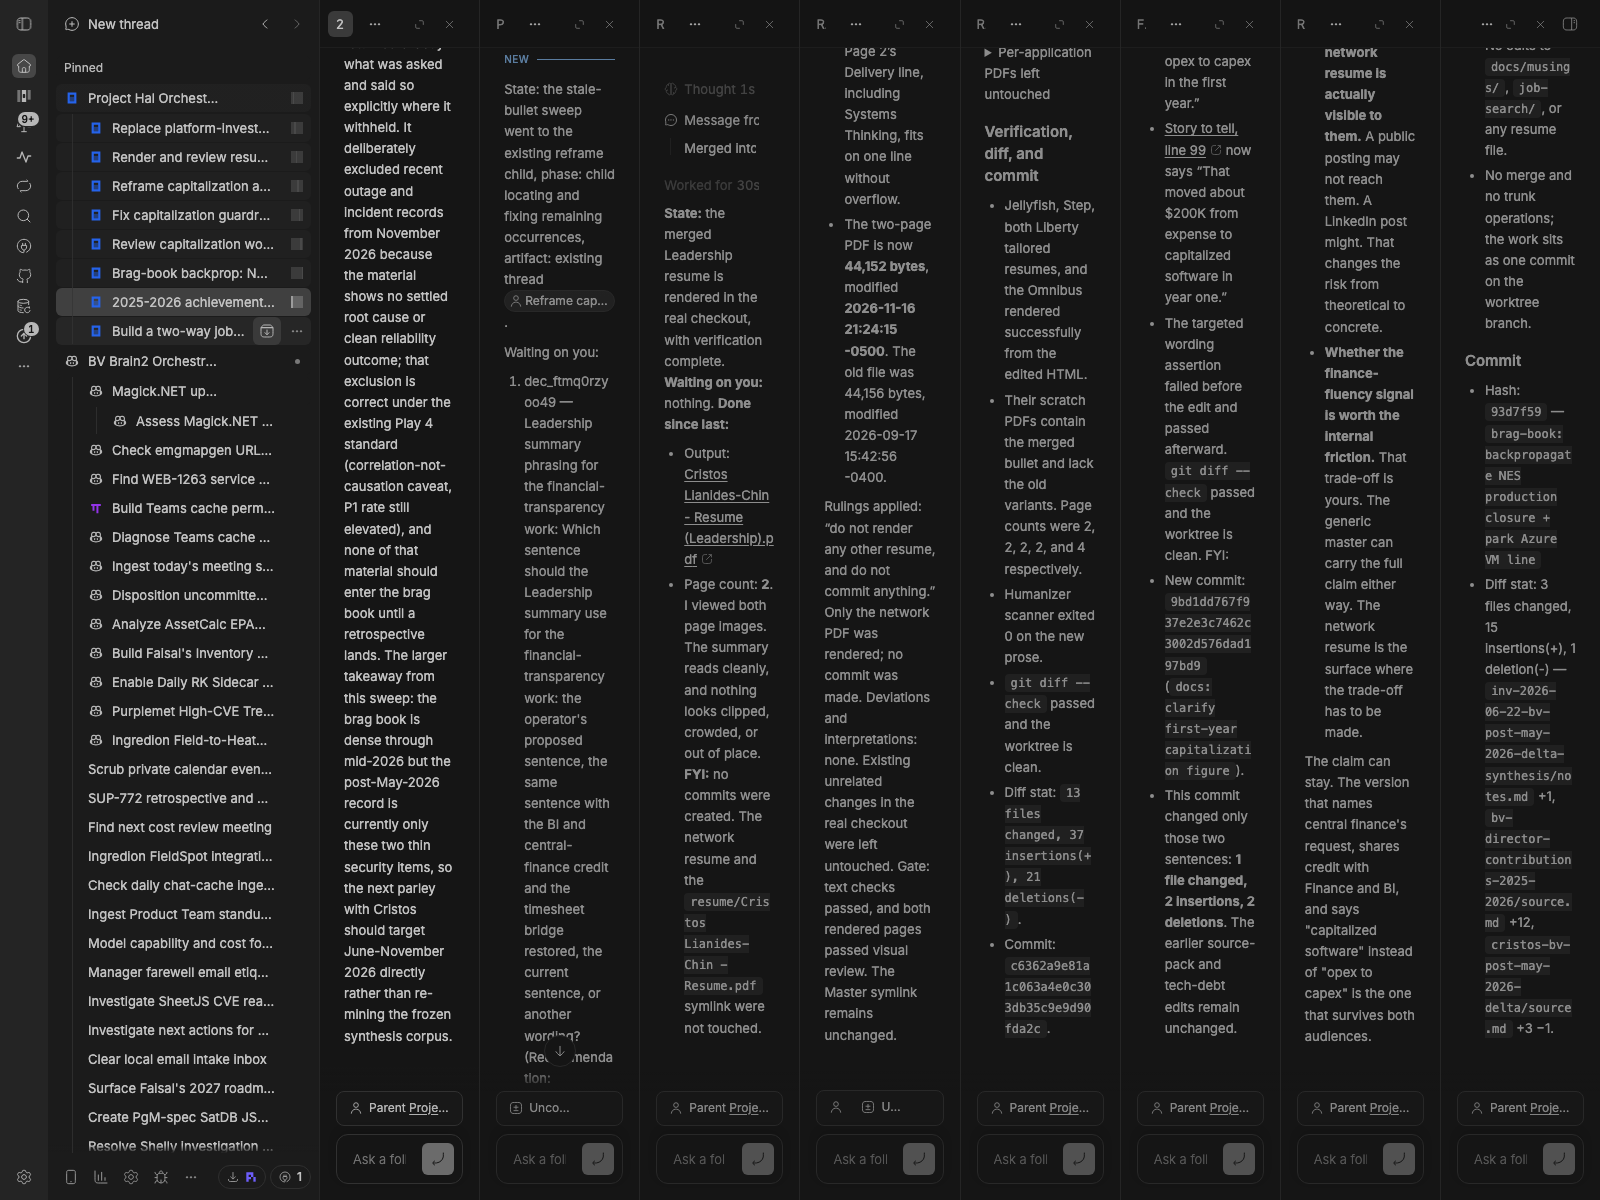 New thread
Pinned
Project Hal Orchest...
Replace platform-invest...
Render and review resu...
Reframe capitalization a...
Fix capitalization guardr...
Review capitalization wo...
Brag-book backprop: N...
2025-2026 achievement...
Build a two-way job...
BV Brain2 Orchestr...
Magick.NET up...
Assess Magick.NET ...
Check emgmapgen URL...
Find WEB-1263 service ...
Build Teams cache perm...
Diagnose Teams cache ...
Ingest today's meeting s...
Disposition uncommitte...
Analyze AssetCalc EPA...
Build Faisal's Inventory ...
Enable Daily RK Sidecar ...
Purplemet High-CVE Tre...
Ingredion Field-to-Heat...
Scrub private calendar even...
SUP-772 retrospective and ...
Find next cost review meeting
Ingredion FieldSpot Integrati...
Check daily chat-cache inge...
Ingest Product Team standu...
Model capability and cost fo...
Manager farewell email etiq...
Investigate SheetJS CVE rea...
Investigate next actions for ...
Clear local email intake inbox
Surface Faisal's 2027 roadm...
Create PgM-spec SatDB JS...
Resolve Shelly Investigation ...
9+
1
1
2
what was asked
and said so
explicitly where it
withheld. It
deliberately
excluded recent
outage and
incident records
from November
2026 because
the material
shows no settled
root cause or
clean reliability
outcome; that
exclusion is
correct under the
existing Play 4
standard
(correlation-not-
causation caveat,
P1 rate still
elevated), and
none of that
material should
enter the brag
book until a
retrospective
lands. The larger
takeaway from
this sweep: the
brag book is
dense through
mid-2026 but the
post-May-2026
record is
currently only
these two thin
security items, so
the next parley
with Cristos
should target
June-November
2026 directly
rather than re-
mining the frozen
synthesis corpus.
Parent Proje...
Ask a foll
P
NEW
State: the stale-
bullet sweep
went to the
existing reframe
child, phase: child
locating and
fixing remaining
occurrences,
artifact: existing
thread
Reframe cap...
.
Waiting on you:
1. dec_ftmq0rzy
oo49 —
Leadership
summary
phrasing for
the financial-
transparency
work: Which
sentence
should the
Leadership
summary use
for the
financial-
transparency
work: the
operator's
proposed
sentence, the
same
sentence with
the BI and
central-
finance credit
and the
timesheet
bridge
restored, the
current
sentence, or
another
wording?
(Recommenda
tion:
Unco...
Ask a foll
R
Thought 1s
Message frc
Merged intc
Worked for 30s
State: the
merged
Leadership
resume is
rendered in the
real checkout,
with verification
complete.
Waiting on you:
nothing. Done
since last:
• Output:
Cristos
Lianides-Chin
- Resume
(Leadership).p
df
• Page count: 2.
I viewed both
page images.
The summary
reads cleanly,
and nothing
looks clipped,
crowded, or
out of place.
FYI: no
commits were
created. The
network
resume and
the
resume/Cris
tos
Lianides-
Chin -
Resume.pdf
symlink were
not touched.
Parent Proje...
Ask a fol
R
Page 2's
Delivery line,
including
Systems
Thinking, fits
on one line
without
overflow.
• The two-page
PDF is now
44,152 bytes,
modified
2026-11-16
21:24:15
-0500. The
old file was
44,156 bytes,
modified
2026-09-17
15:42:56
-0400.
Rulings applied:
“do not render
any other resume,
and do not
commit anything.”
Only the network
PDF was
rendered; no
commit was
made. Deviations
and
interpretations:
none. Existing
unrelated
changes in the
real checkout
were left
untouched. Gate:
text checks
passed, and both
rendered pages
passed visual
review. The
Master symlink
remains
unchanged.
U...
Ask a foll
R
▶ Per-application
PDFs left
untouched
Verification,
diff, and
commit
• Jellyfish, Step,
both Liberty
tailored
resumes, and
the Omnibus
rendered
successfully
from the
edited HTML.
• Their scratch
PDFs contain
the merged
bullet and lack
the old
variants. Page
counts were 2,
2, 2, 2, and 4
respectively.
• Humanizer
scanner exited
0 on the new
prose.
• git diff --
check passed
and the
worktree is
clean.
• Diff stat: 13
files
changed, 37
insertions(+
), 21
deletions(-
).
• Commit:
c6362a9e81a
1c063a4e0c30
3db35c9e9d90
fda2c.
Parent Proje...
Ask a foll
F.
opex to capex
in the first
year.”
• Story to tell,
line 99 now
says “That
moved about
$200K from
expense to
capitalized
software in
year one.”
• The targeted
wording
assertion
failed before
the edit and
passed
afterward.
git diff --
check passed
and the
worktree is
clean. FYI:
• New commit:
9bd1dd767f9
37e2e3c7462c
3002d576dad1
97bd9
(docs:
clarify
first-year
capitalizati
on figure).
• This commit
changed only
those two
sentences: 1
file changed,
2 insertions, 2
deletions. The
earlier source-
pack and
tech-debt
edits remain
unchanged.
Parent Proje...
Ask a foll
R
network
resume is
actually
visible to
them. A public
posting may
not reach
them. A
LinkedIn post
might. That
changes the
risk from
theoretical to
concrete.
• Whether the
finance-
fluency signal
is worth the
internal
friction. That
trade-off is
yours. The
generic
master can
carry the full
claim either
way. The
network
resume is the
surface where
the trade-off
has to be
made.
The claim can
stay. The version
that names
central finance's
request, shares
credit with
Finance and BI,
and says
"capitalized
software" instead
of "opex to
capex" is the one
that survives both
audiences.
Parent Proje...
Ask a foll
No edits to
docs/musing
s/, job-
search/, or
any resume
file.
• No merge and
no trunk
operations;
the work sits
as one commit
on the
worktree
branch.
Commit
• Hash:
93d7f59 —
brag-book:
backpropagat
e NES
production
closure +
park Azure
VM line
• Diff stat: 3
files changed,
15
insertions(+), 1
deletion(-) —
inv-2026-
06-22-bv-
post-may-
2026-delta-
synthesis/no
tes.md +1,
bv-
director-
contribution
s-2025-
2026/source.
md +12,
cristos-bv-
post-may-
2026-
delta/source
.md +3 −1.
Parent Proje...
Ask a foll